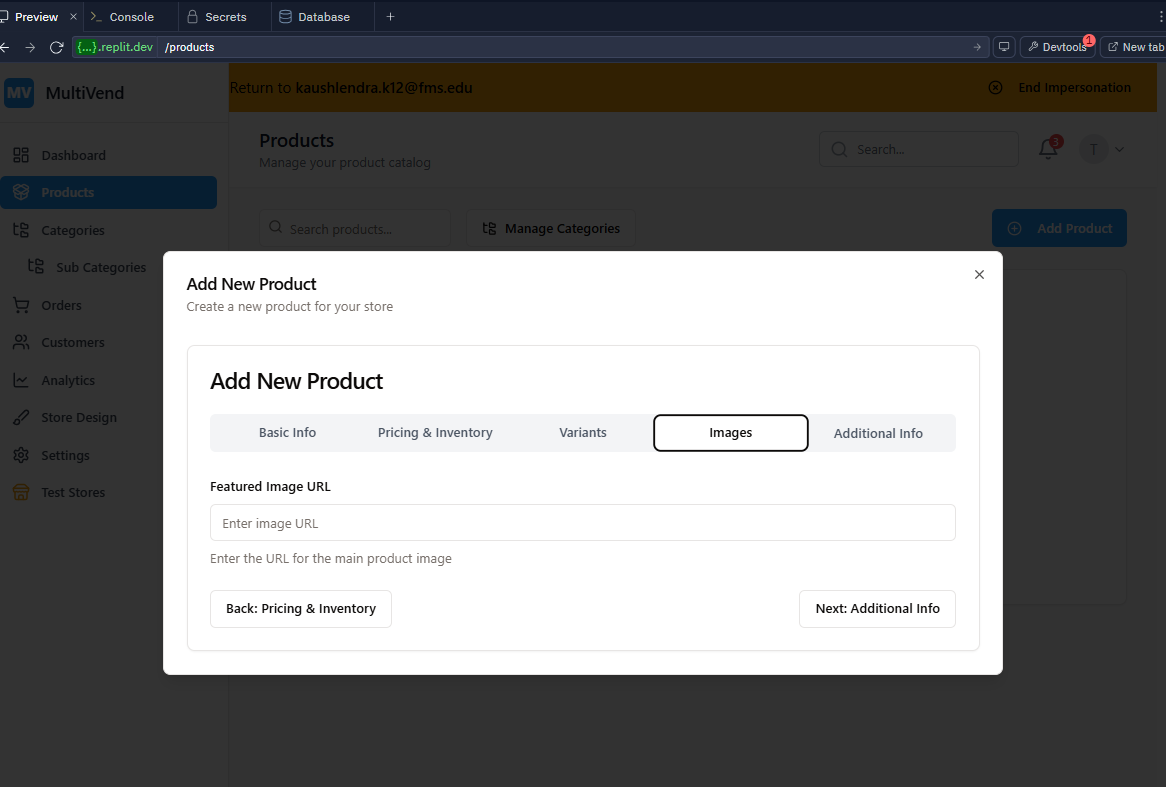 Preview
Console
Secrets
Database
{...}.replit.dev /products
Devtools
1
New tab
MV MultiVend
Return to kaushlendra.k12@fms.edu
End Impersonation
Dashboard
Products
Categories
Sub Categories
Orders
Customers
Analytics
Store Design
Settings
Test Stores
Products
Manage your product catalog
Search...
3
T
Search products...
Manage Categories
Add Product
Add New Product
Create a new product for your store
Add New Product
Basic Info
Pricing & Inventory
Variants
Images
Additional Info
Featured Image URL
Enter image URL
Enter the URL for the main product image
Back: Pricing & Inventory
Next: Additional Info